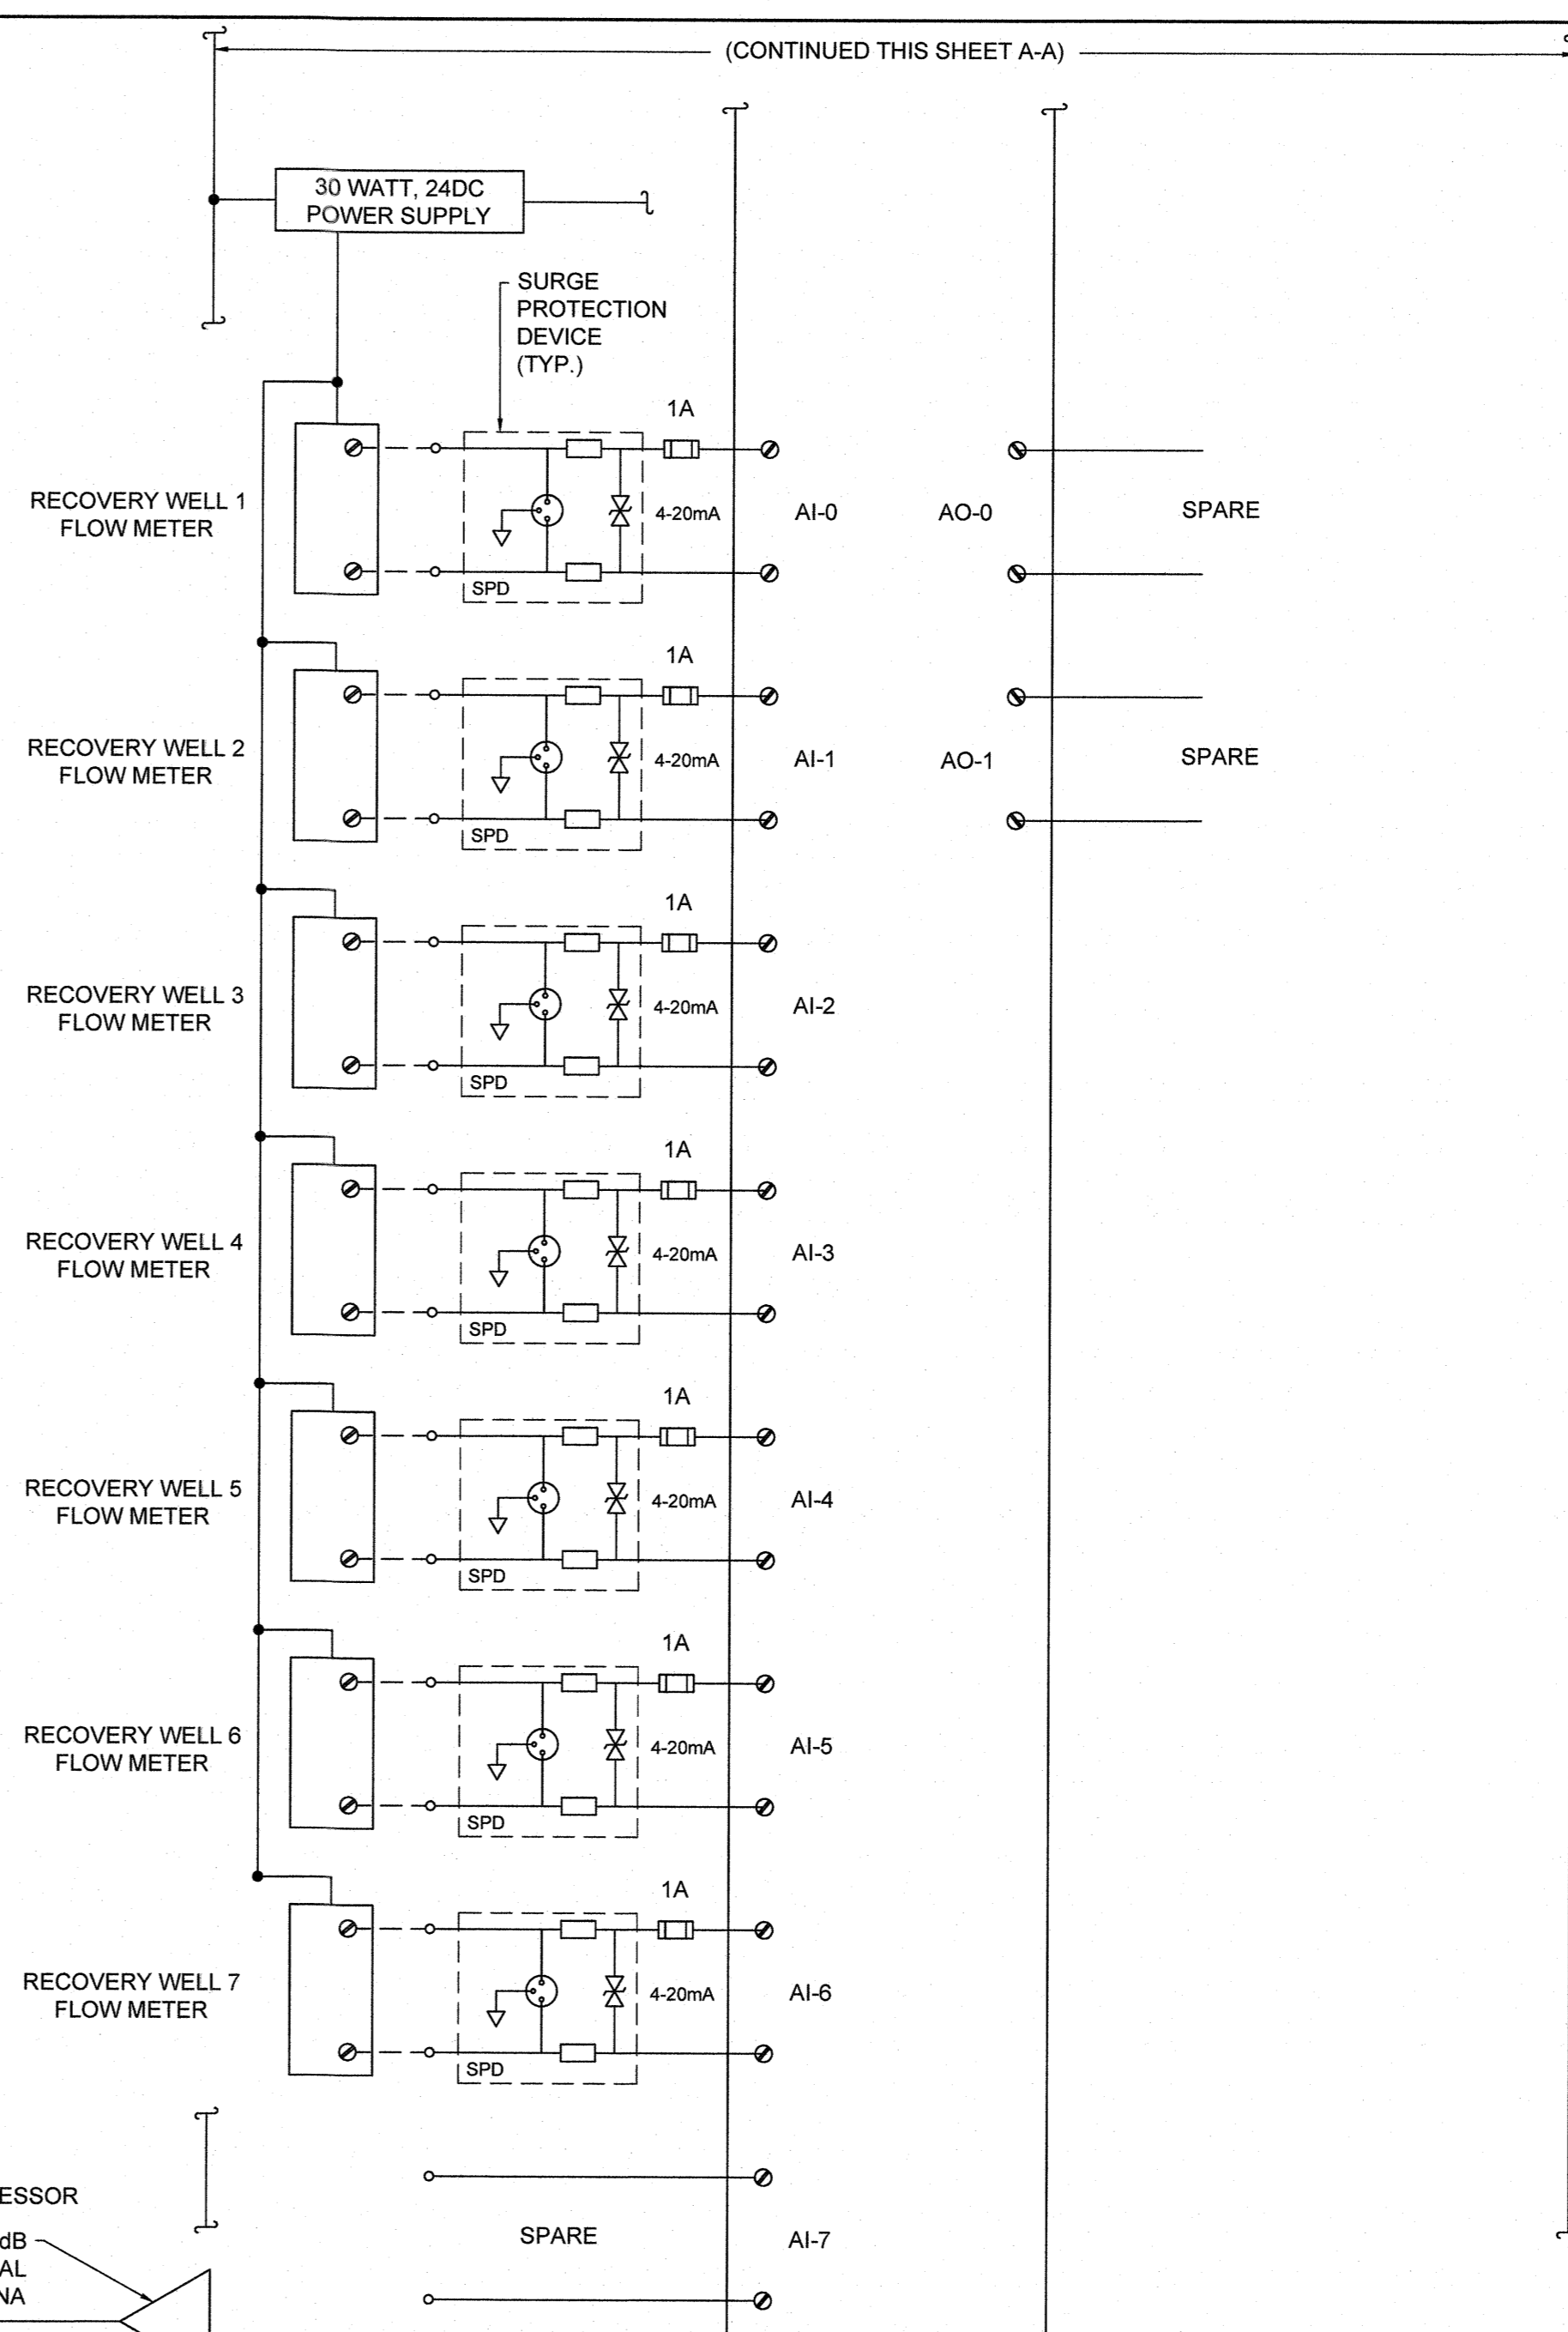 (CONTINUED THIS SHEET A-A)
30 WATT, 24DC
POWER SUPPLY
SURGE
PROTECTION
DEVICE
(TYP.)
1A
RECOVERY WELL 1
FLOW METER
4-20mA
AI-0
AO-0
SPARE
SPD
1A
RECOVERY WELL 2
FLOW METER
4-20mA
AI-1
AO-1
SPARE
SPD
1A
RECOVERY WELL 3
FLOW METER
4-20mA
AI-2
SPD
1A
RECOVERY WELL 4
FLOW METER
4-20mA
AI-3
SPD
1A
RECOVERY WELL 5
FLOW METER
4-20mA
AI-4
SPD
1A
RECOVERY WELL 6
FLOW METER
4-20mA
AI-5
SPD
1A
RECOVERY WELL 7
FLOW METER
4-20mA
AI-6
SPD
ESSOR
SPARE
AI-7
dB
AL
NA